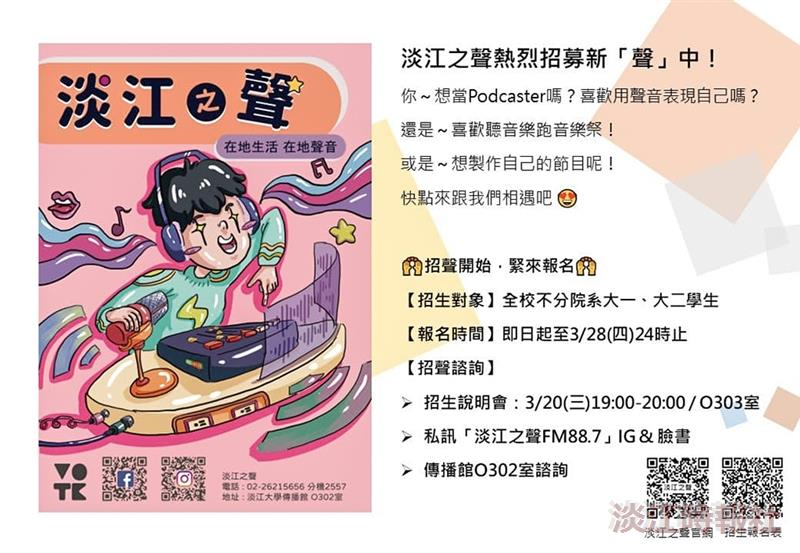 淡江之聲
在地生活 在地聲音
VO
TK
淡江之聲
電話：02-26215656 分機2557
地址：淡江大學傳播館 O302室
淡江之聲熱烈招募新「聲」中！
你～想當Podcaster嗎？喜歡用聲音表現自己嗎？
還是～喜歡聽音樂跑音樂祭！
或是～想製作自己的節目呢！
快點來跟我們相遇吧
招聲開始，緊來報名
【招生對象】全校不分院系大一、大二學生
【報名時間】即日起至3/28(四)24時止
【招聲諮詢】
➢ 招生說明會：3/20(三)19:00-20:00 / O303室
➢ 私訊「淡江之聲FM88.7」IG＆臉書
➢ 傳播館O302室諮詢
淡江之聲
淡江時報社
淡江之聲官網
招生報名表